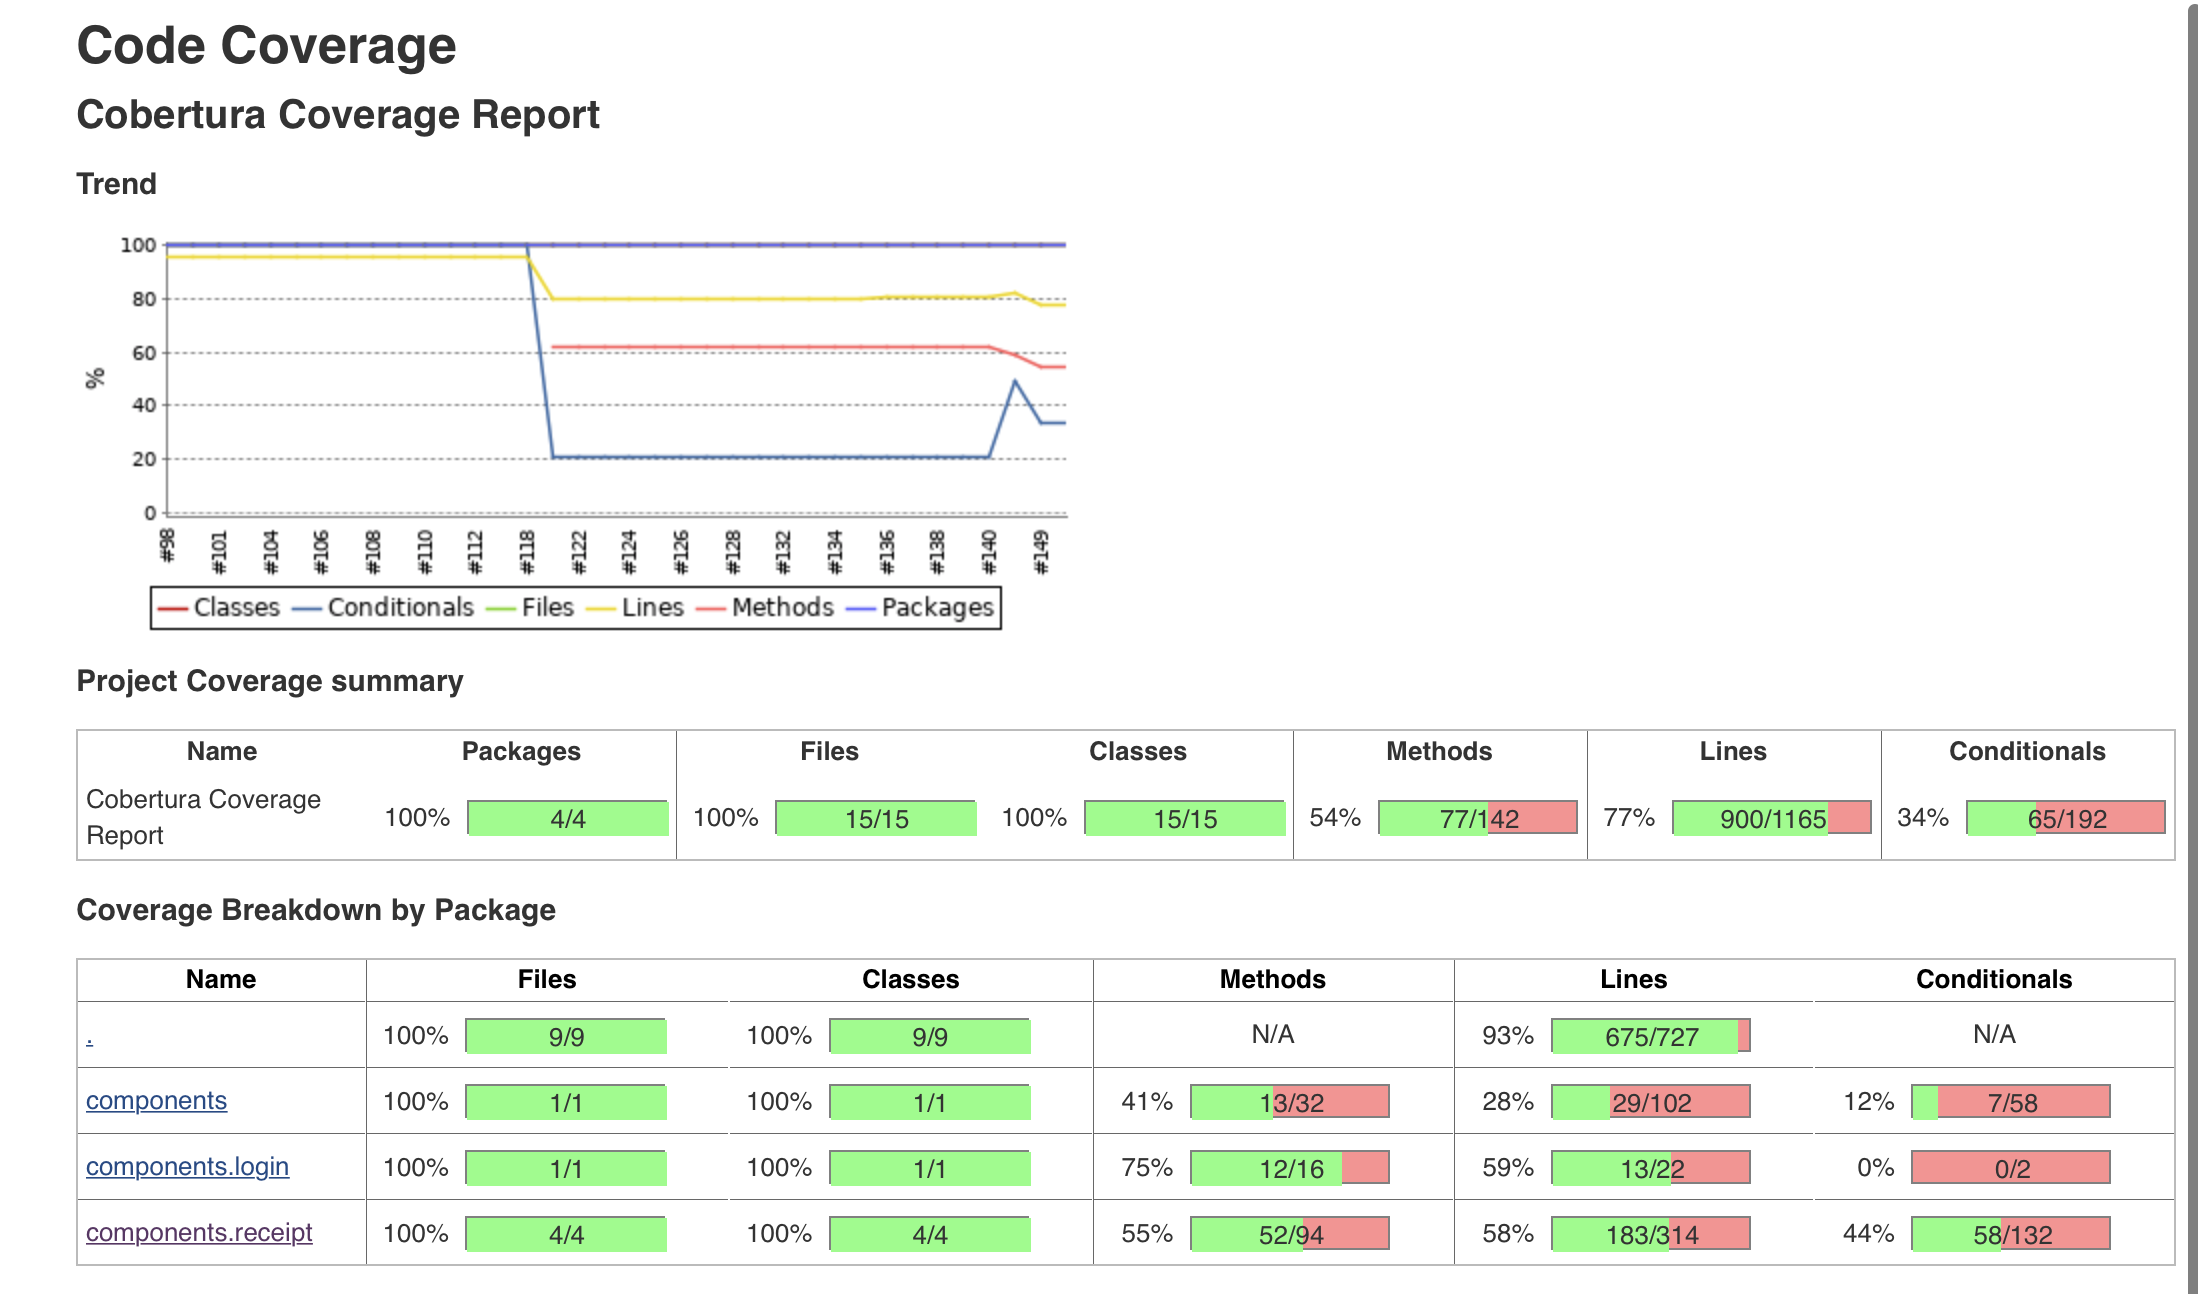 Code Coverage
Cobertura Coverage Report
Trend
100
80
60
40
20
0
%
#98 #101 #104 #106 #108 #110 #112 #118 #122 #124 #126 #128 #132 #134 #136 #138 #140 #149
Classes Conditionals Files Lines Methods Packages
Project Coverage summary
Name Packages Files Classes Methods Lines Conditionals
Cobertura Coverage
Report
100% 4/4 100% 15/15 100% 15/15 54% 77/142 77% 900/1165 34% 65/192
Coverage Breakdown by Package
Name Files Classes Methods Lines Conditionals
. 100% 9/9 100% 9/9 N/A 93% 675/727 N/A
components 100% 1/1 100% 1/1 41% 13/32 28% 29/102 12% 7/58
components.login 100% 1/1 100% 1/1 75% 12/16 59% 13/22 0% 0/2
components.receipt 100% 4/4 100% 4/4 55% 52/94 58% 183/314 44% 58/132